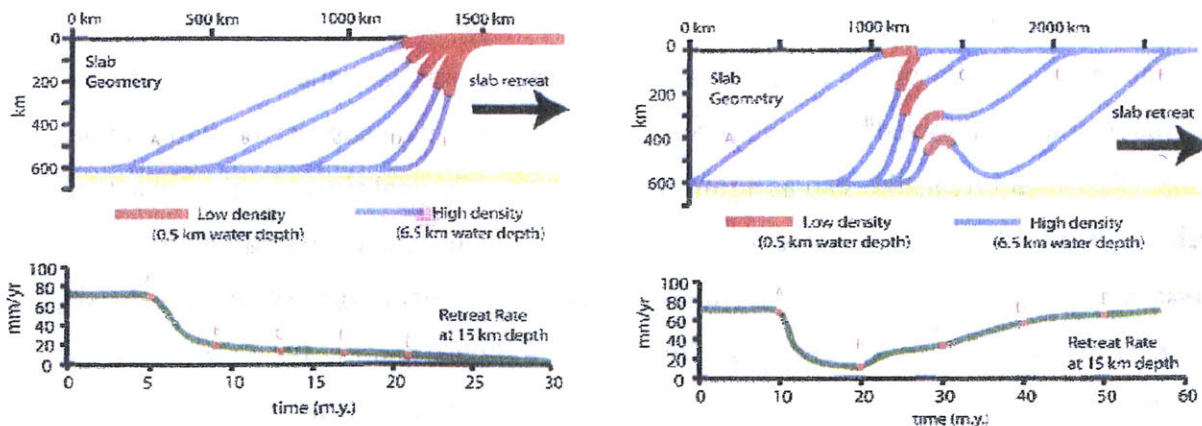 0 km 500 km 1000 km 1500 km
0
200
400
600
km
Slab
Geometry
slab retreat
A B C D E
Low density
(0.5 km water depth)
High density
(6.5 km water depth)
100
80
60
40
20
0
mm/yr
Retreat Rate
at 15 km depth
0 5 10 15 20 25 30
time (m.y.)
0 km 1000 km 2000 km
0
200
400
600
km
Slab
Geometry
slab retreat
A B C
Low density
(0.5 km water depth)
High density
(6.5 km water depth)
100
80
60
40
20
0
mm/yr
A
Retreat Rate
at 15 km depth
0 10 20 30 40 50 60
time (m.y.)